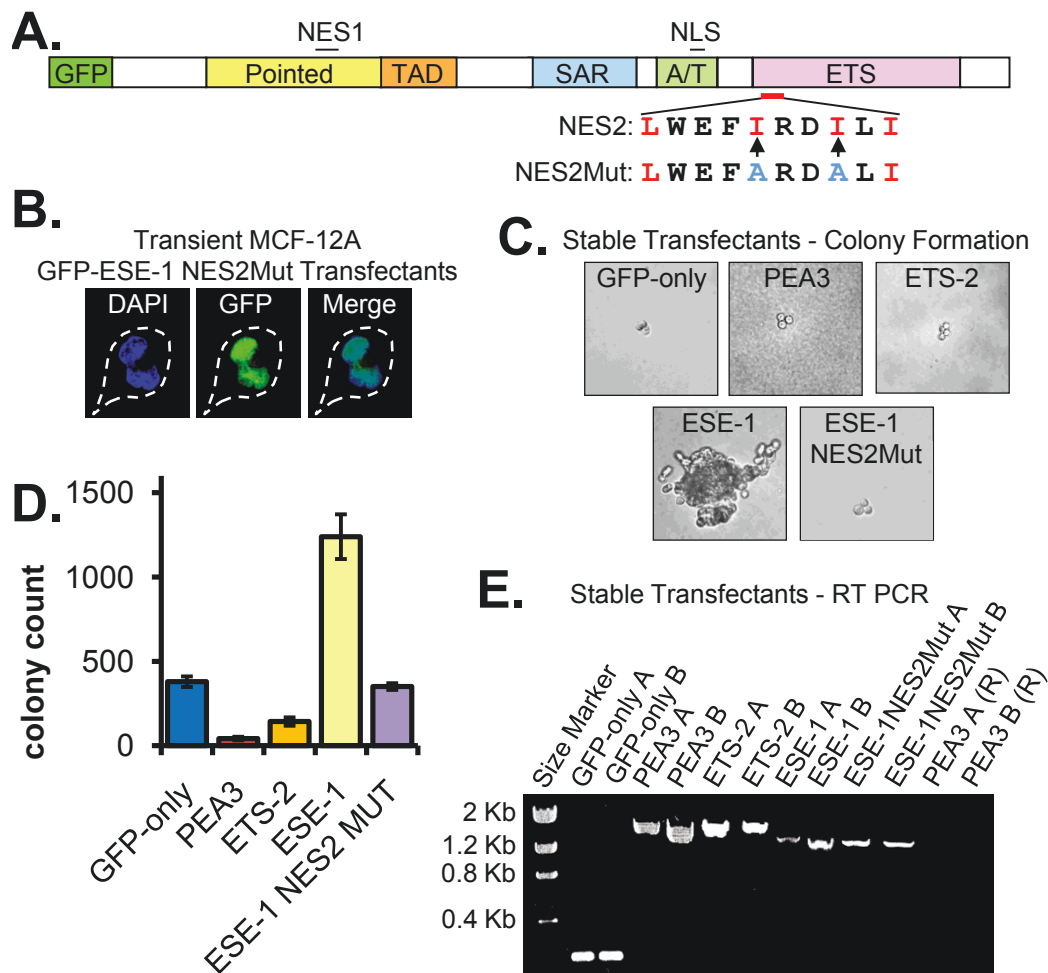 A.
NES1
NLS
GFP
Pointed
TAD
SAR
A/T
ETS
NES2: L W E F I R D I L I
NES2Mut: L W E F A R D A L I
B.
Transient MCF-12A
GFP-ESE-1 NES2Mut Transfectants
DAPI
GFP
Merge
C.
Stable Transfectants - Colony Formation
GFP-only
PEA3
ETS-2
ESE-1
ESE-1
NES2Mut
D.
colony count
1500
1000
500
0
GFP-only
PEA3
ETS-2
ESE-1
ESE-1 NES2 MUT
E.
Stable Transfectants - RT PCR
Size Marker
GFP-only A
GFP-only B
PEA3 A
PEA3 B
ETS-2 A
ETS-2 B
ESE-1 A
ESE-1 B
ESE-1NES2Mut A
ESE-1NES2Mut B
PEA3 A (R)
PEA3 B (R)
2 Kb
1.2 Kb
0.8 Kb
0.4 Kb